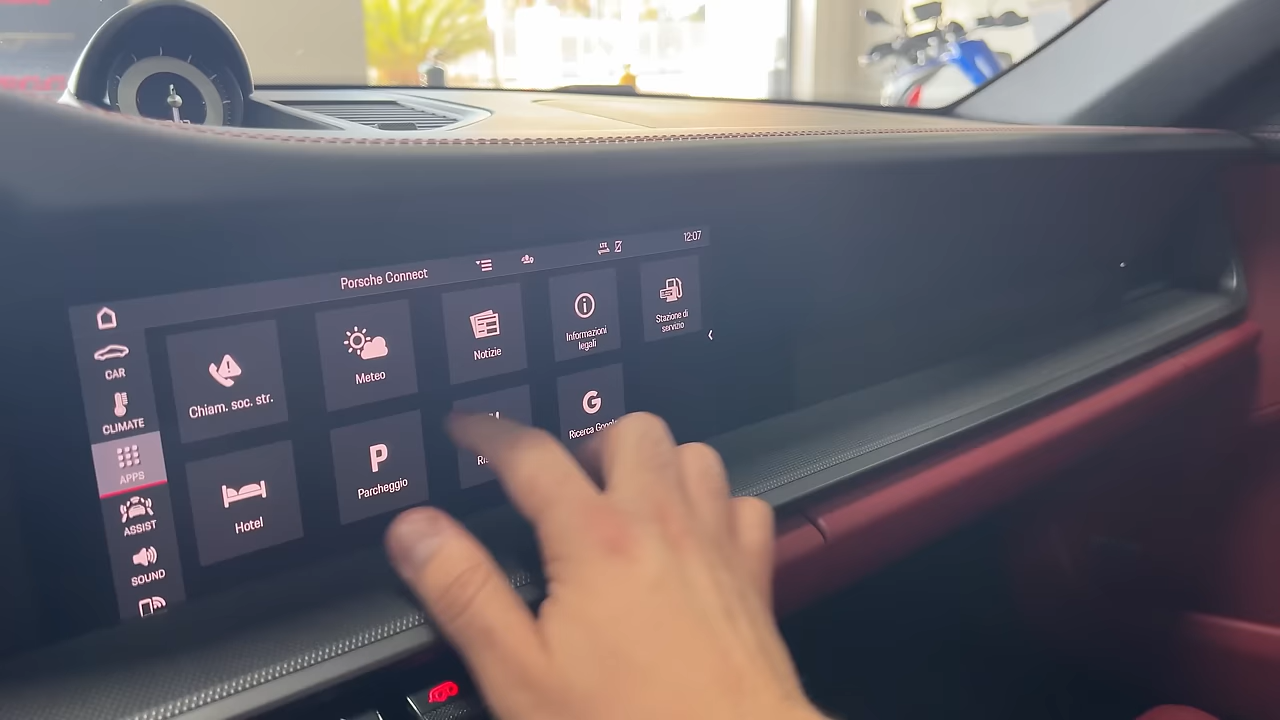 Porsche Connect
LTE
12:07
CAR
CLIMATE
APPS
ASSIST
SOUND
Chiam. soc. str.
Meteo
Notizie
Informazioni
legali
Stazione di
servizio
Hotel
P
Parcheggio
G
Ricerca